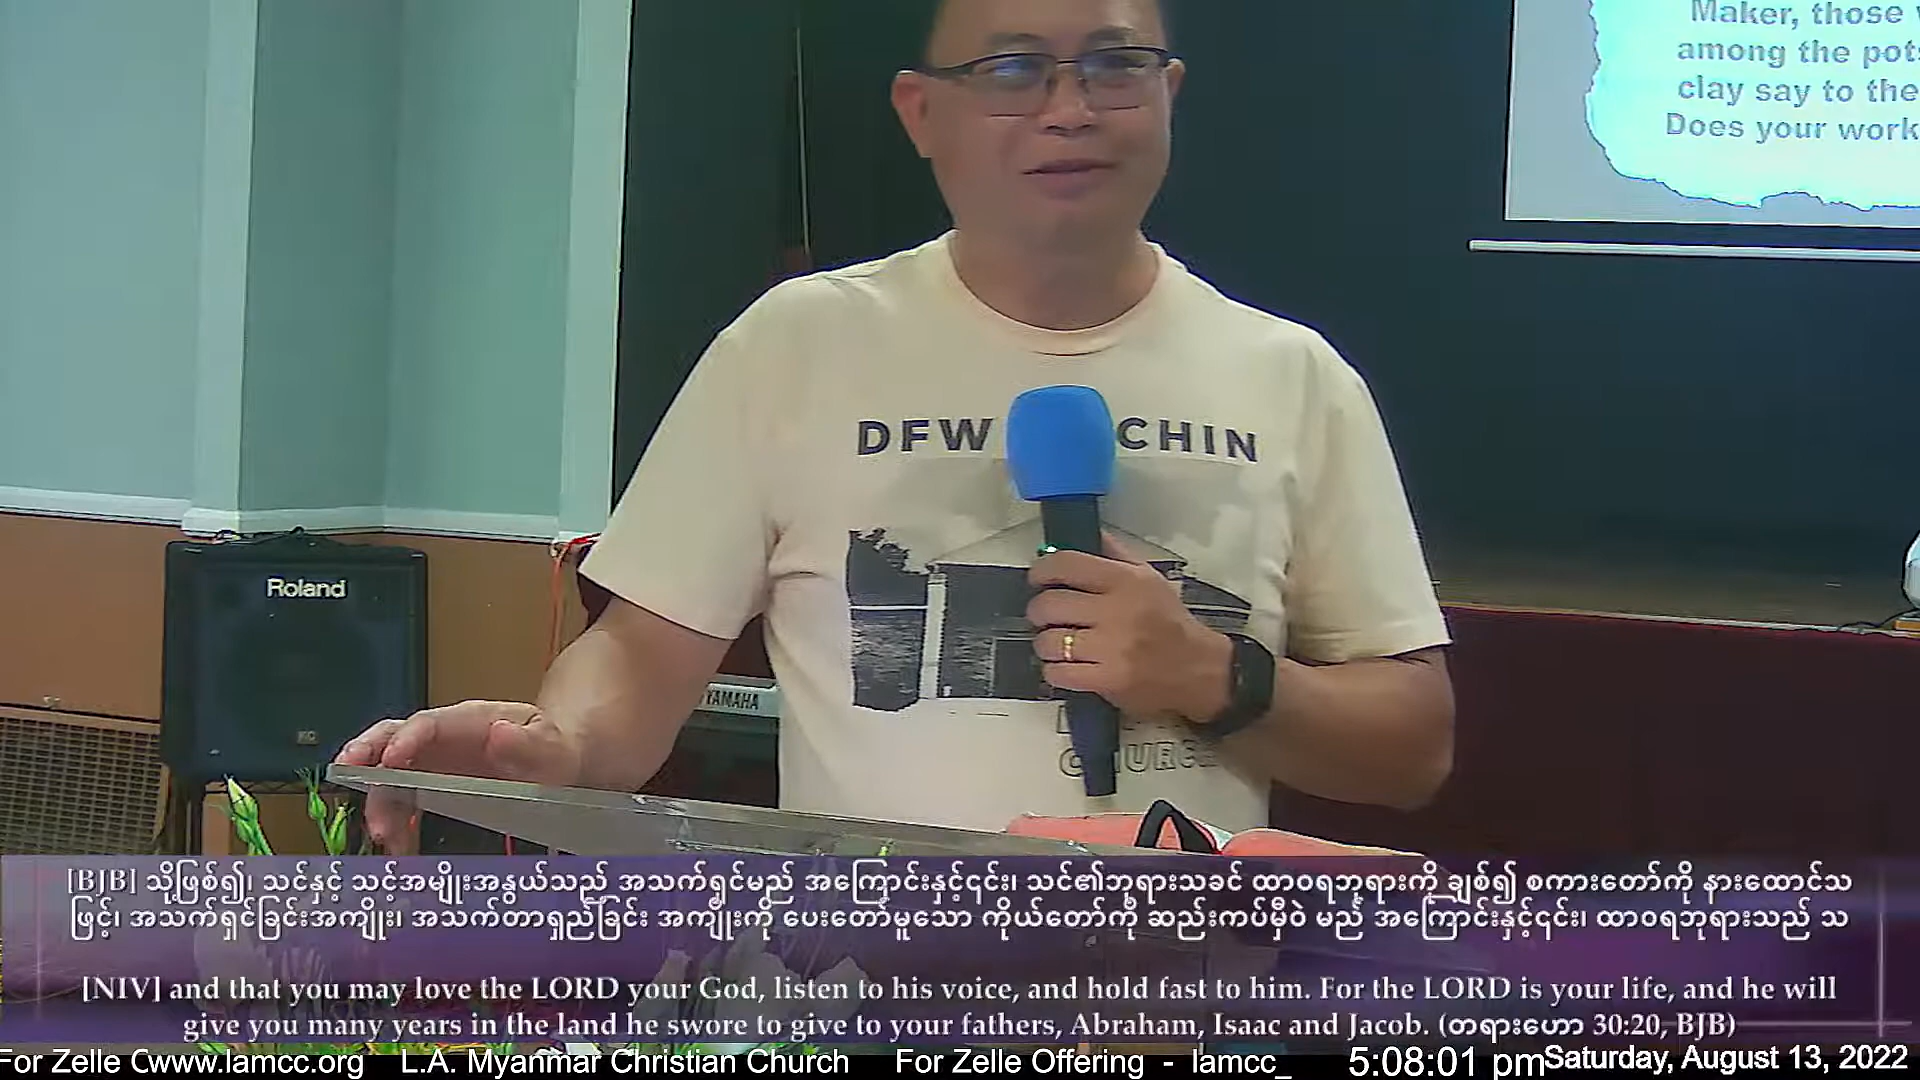 Maker, those
among the pots
clay say to the
Does your work
DFW CHIN
CHURCH
Roland
KC
YAMAHA
[BJB] သို့ဖြစ်၍၊ သင်နှင့် သင့်အမျိုးအနွယ်သည် အသက်ရှင်မည် အကြောင်းနှင့်၎င်း၊ သင်၏ဘုရားသခင် ထာဝရဘုရားကို ချစ်၍ စကားတော်ကို နားထောင်သ
ဖြင့်၊ အသက်ရှင်ခြင်းအကျိုး၊ အသက်တာရှည်ခြင်း အကျိုးကို ပေးတော်မူသော ကိုယ်တော်ကို ဆည်းကပ်မှီဝဲ မည် အကြောင်းနှင့်၎င်း၊ ထာဝရဘုရားသည် သ
[NIV] and that you may love the LORD your God, listen to his voice, and hold fast to him. For the LORD is your life, and he will
give you many years in the land he swore to give to your fathers, Abraham, Isaac and Jacob. (တရားဟော 30:20, BJB)
For Zelle O www.lamcc.org L.A. Myanmar Christian Church For Zelle Offering - lamcc_ 5:08:01 pm Saturday, August 13, 2022